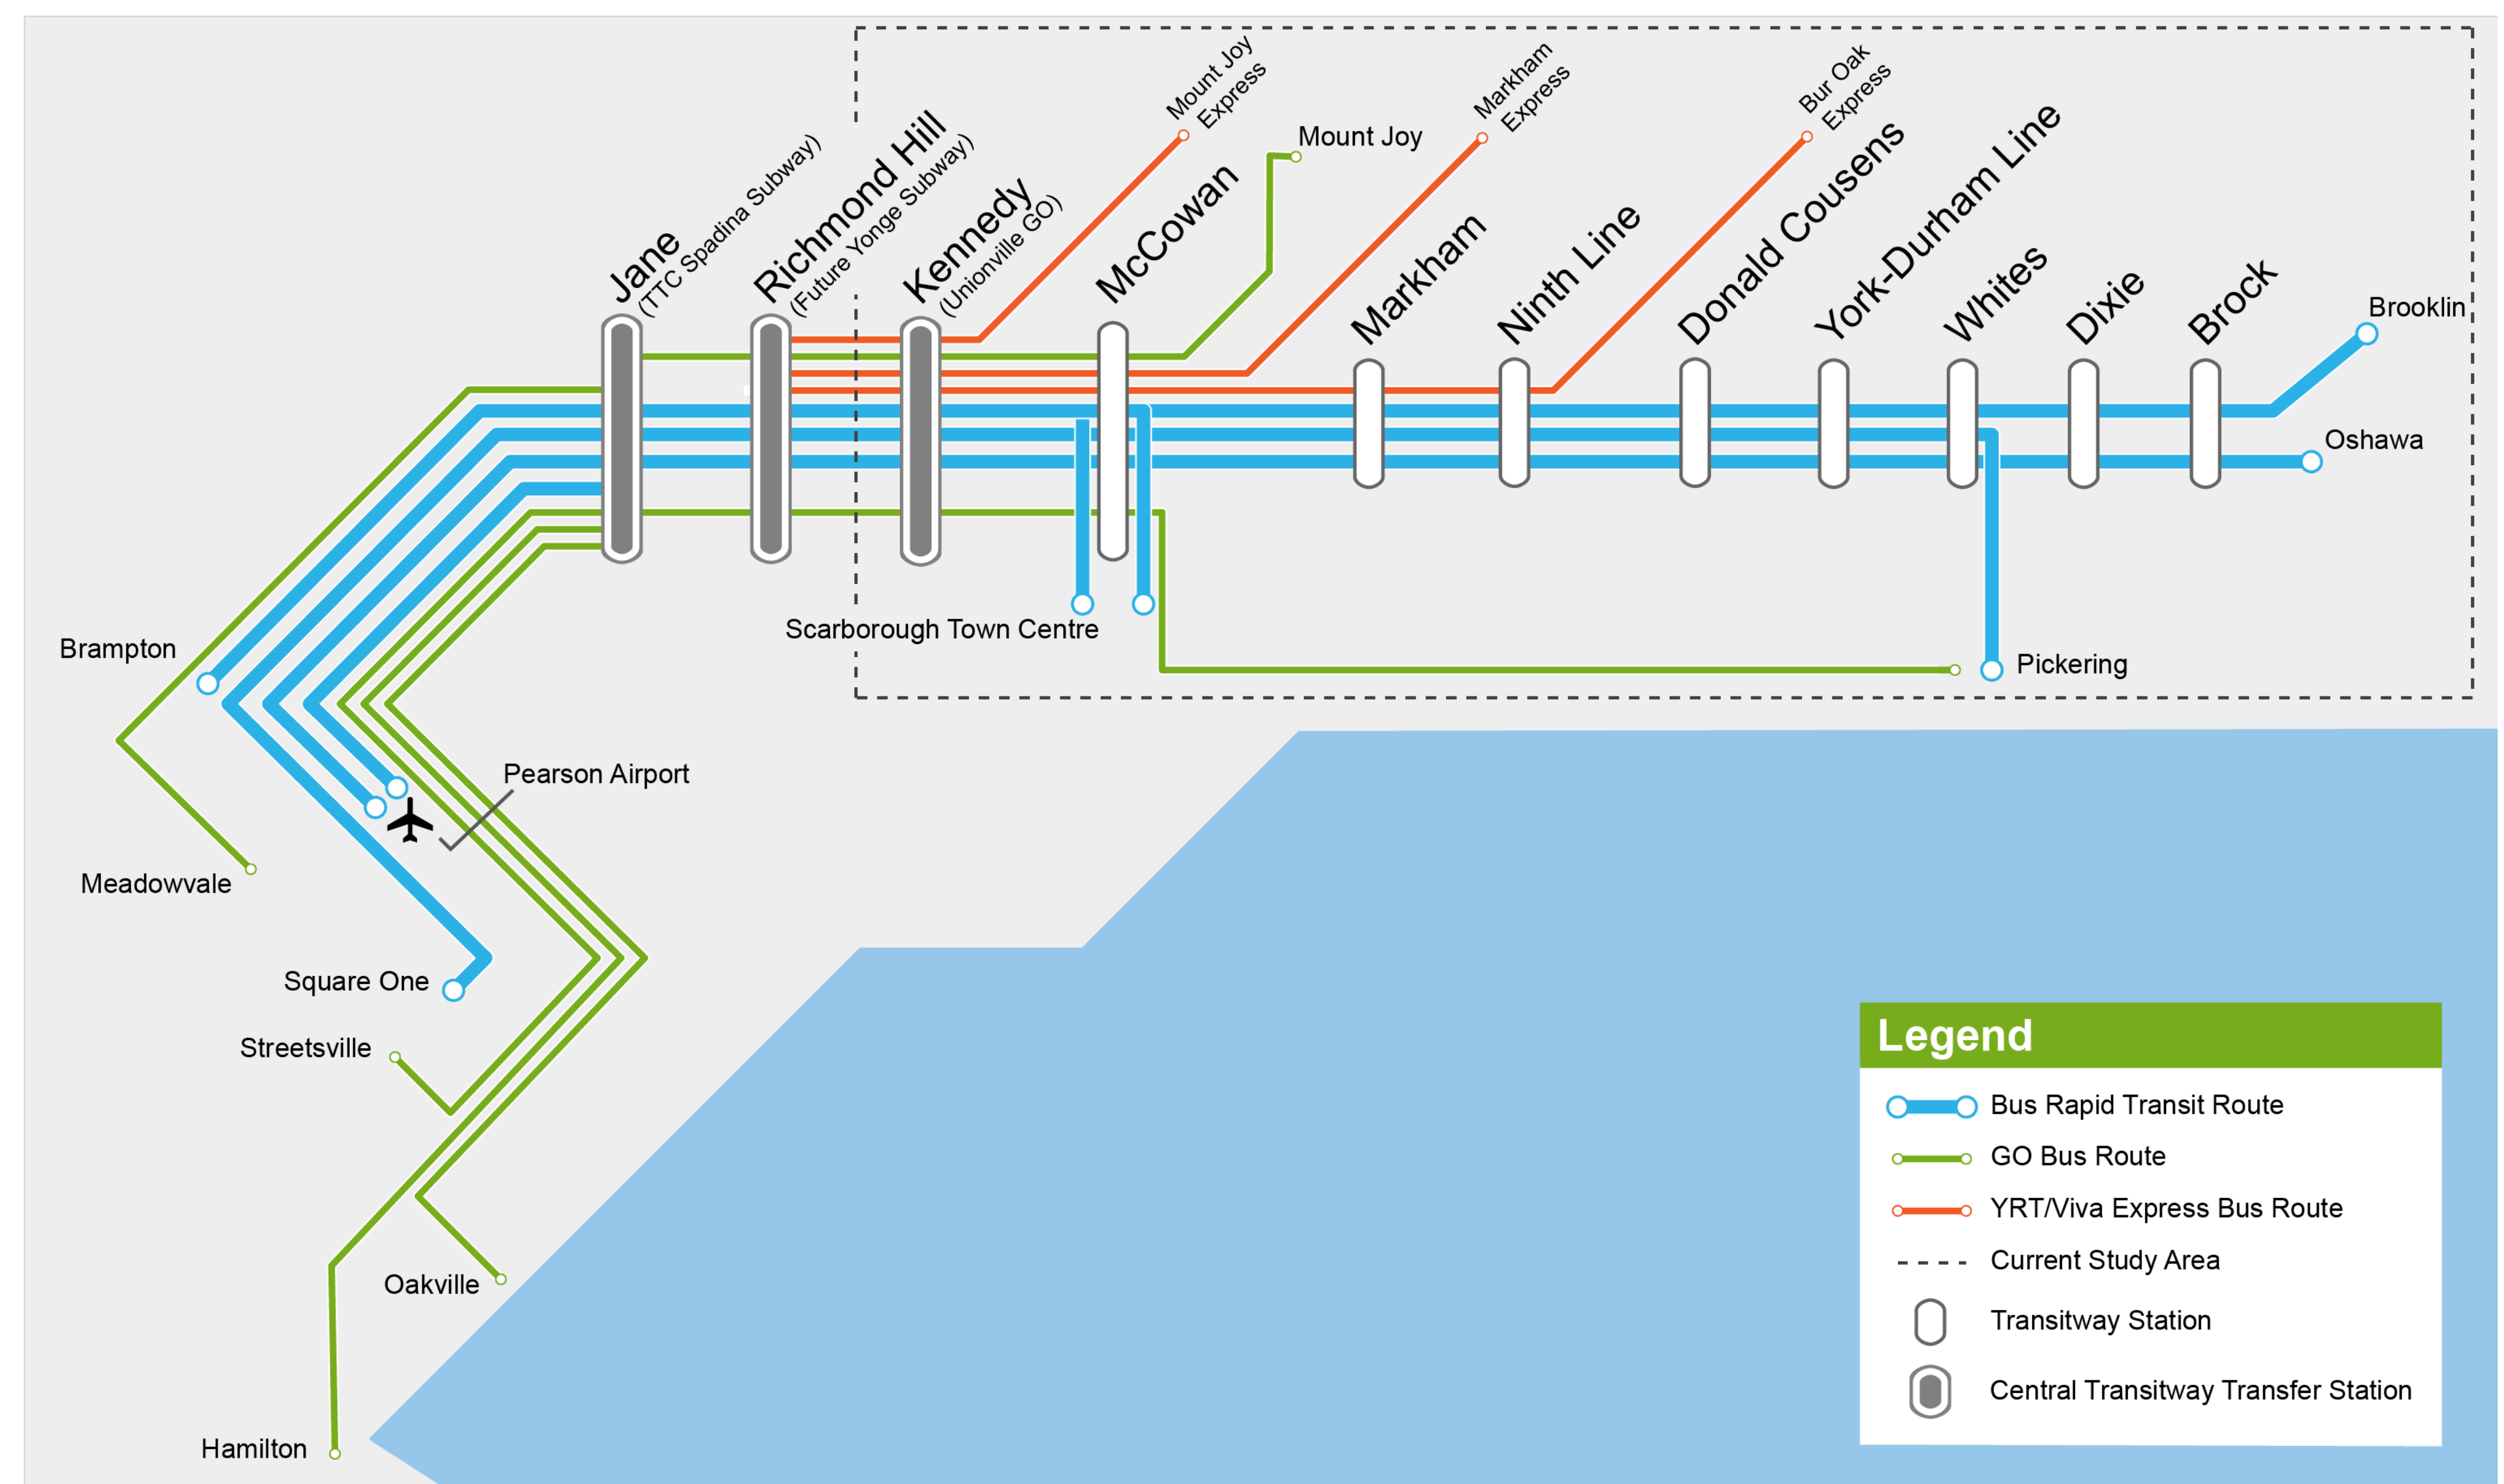 Mount Joy
Express
Markham
Express
Bur Oak
Express
Mount Joy
Jane
(TTC Spadina Subway)
Richmond Hill
(Future Yonge Subway)
Kennedy
(Unionville GO)
McCowan
Markham
Ninth Line
Donald Cousens
York-Durham Line
Whites
Dixie
Brock
Brooklin
Oshawa
Scarborough Town Centre
Pickering
Brampton
Pearson Airport
Meadowvale
Square One
Streetsville
Oakville
Hamilton
Legend
Bus Rapid Transit Route
GO Bus Route
YRT/Viva Express Bus Route
Current Study Area
Transitway Station
Central Transitway Transfer Station